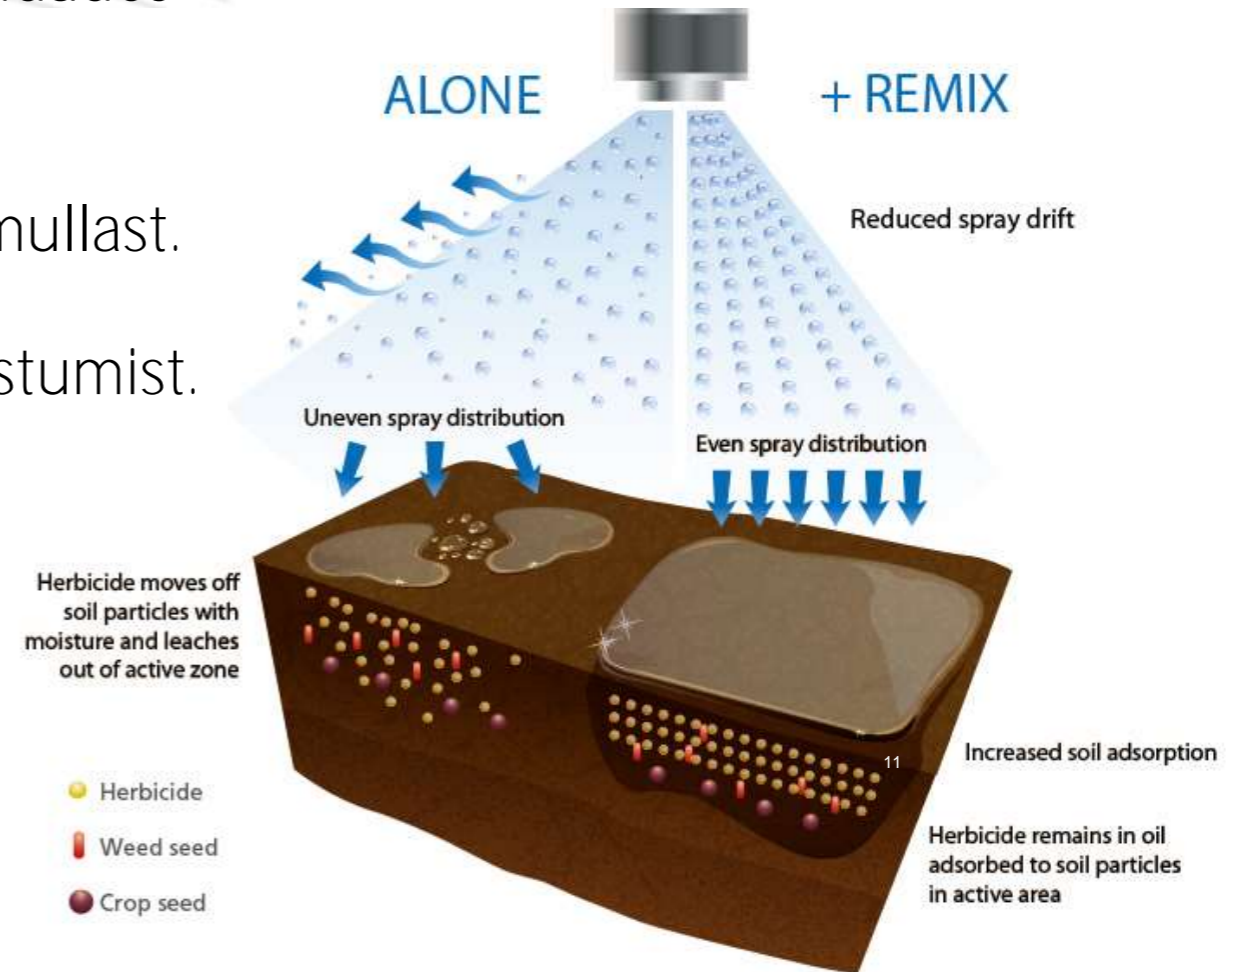 ALONE
+ REMIX
mullast.
Reduced spray drift
stumist.
Uneven spray distribution
Even spray distribution
Herbicide moves off
soil particles with
moisture and leaches
out of active zone
11
Increased soil adsorption
Herbicide
Weed seed
Crop seed
Herbicide remains in oil
adsorbed to soil particles
in active area